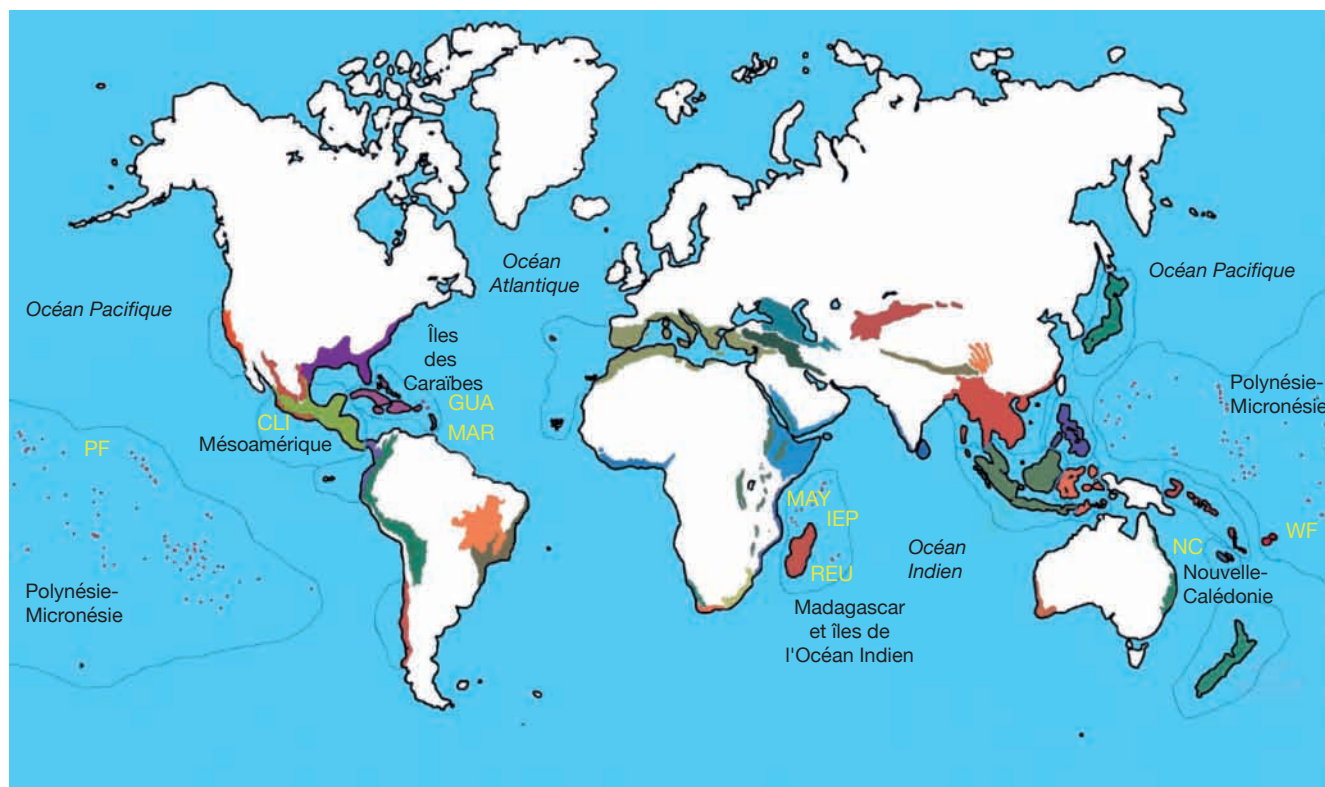 Océan
Atlantique
Océan Pacifique
Océan Pacifique
Îles
des
Caraïbes
GUA
MAR
CLI
Mésoamérique
PF
Polynésie-
Micronésie
Polynésie-
Micronésie
MAY
IEP
REU
Océan
Indien
Madagascar
et îles de
l'Océan Indien
WF
NC
Nouvelle-
Calédonie